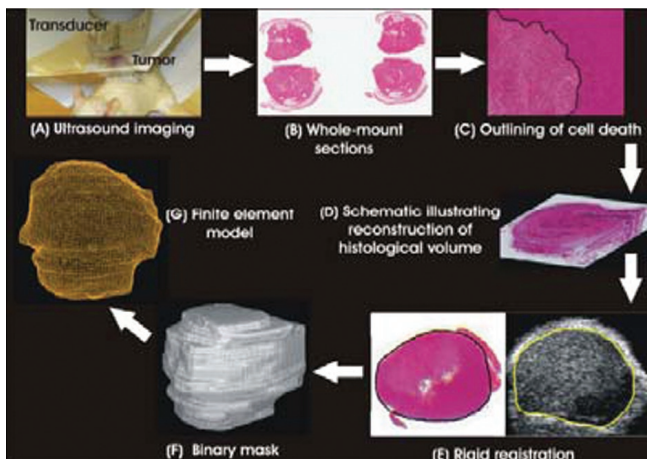 Transducer
Tumor
(A) Ultrasound imaging
(B) Whole-mount
sections
(C) Outlining of cell death
(D) Schematic illustrating
reconstruction of
histological volume
(E) Rigid registration
(F) Binary mask
(G) Finite element
model